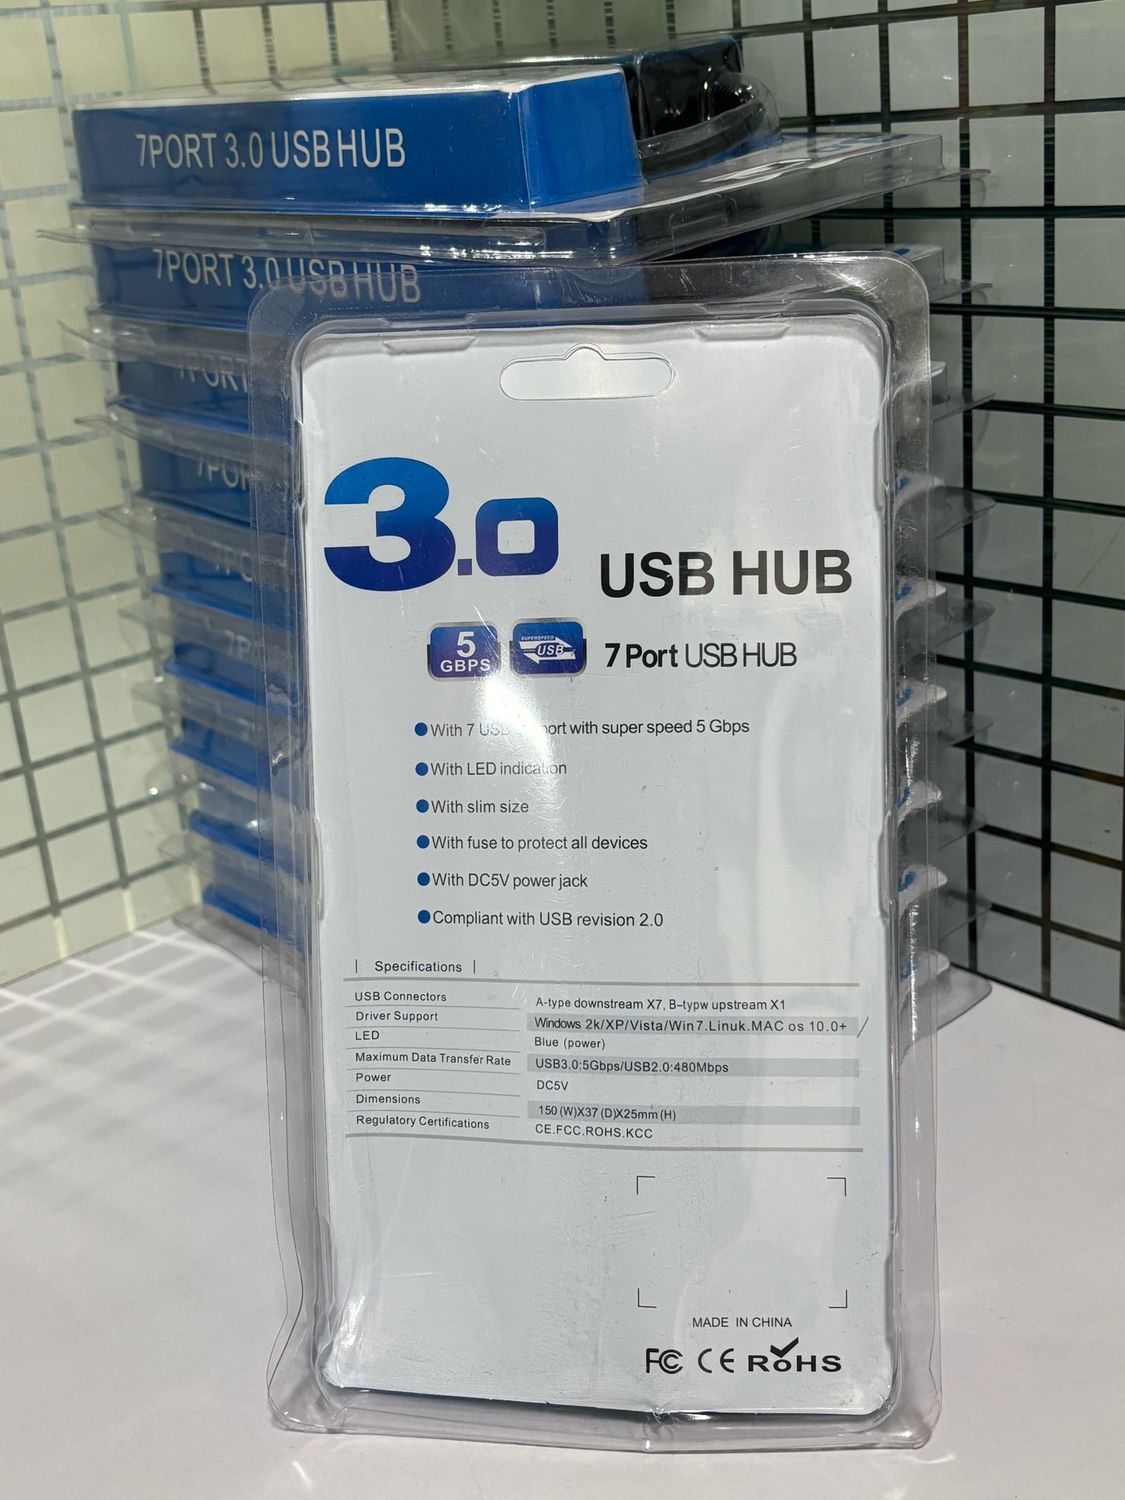 7PORT 3.0 USB HUB
7PORT 3.0 USB HUB
7PORT
7POR
7PO
7P
3.0 USB HUB
5 GBPS
SUPERSPEED
USB
7 Port USB HUB
With 7 USB port with super speed 5 Gbps
With LED indication
With slim size
With fuse to protect all devices
With DC5V power jack
Compliant with USB revision 2.0
Specifications
USB Connectors A-type downstream X7, B-typw upstream X1
Driver Support Windows 2k/XP/Vista/Win7.Linuk.MAC os 10.0+
LED Blue (power)
Maximum Data Transfer Rate USB3.0:5Gbps/USB2.0:480Mbps
Power DC5V
Dimensions 150(W)X37(D)X25mm(H)
Regulatory Certifications CE.FCC.ROHS.KCC
MADE IN CHINA
FC CE RoHS